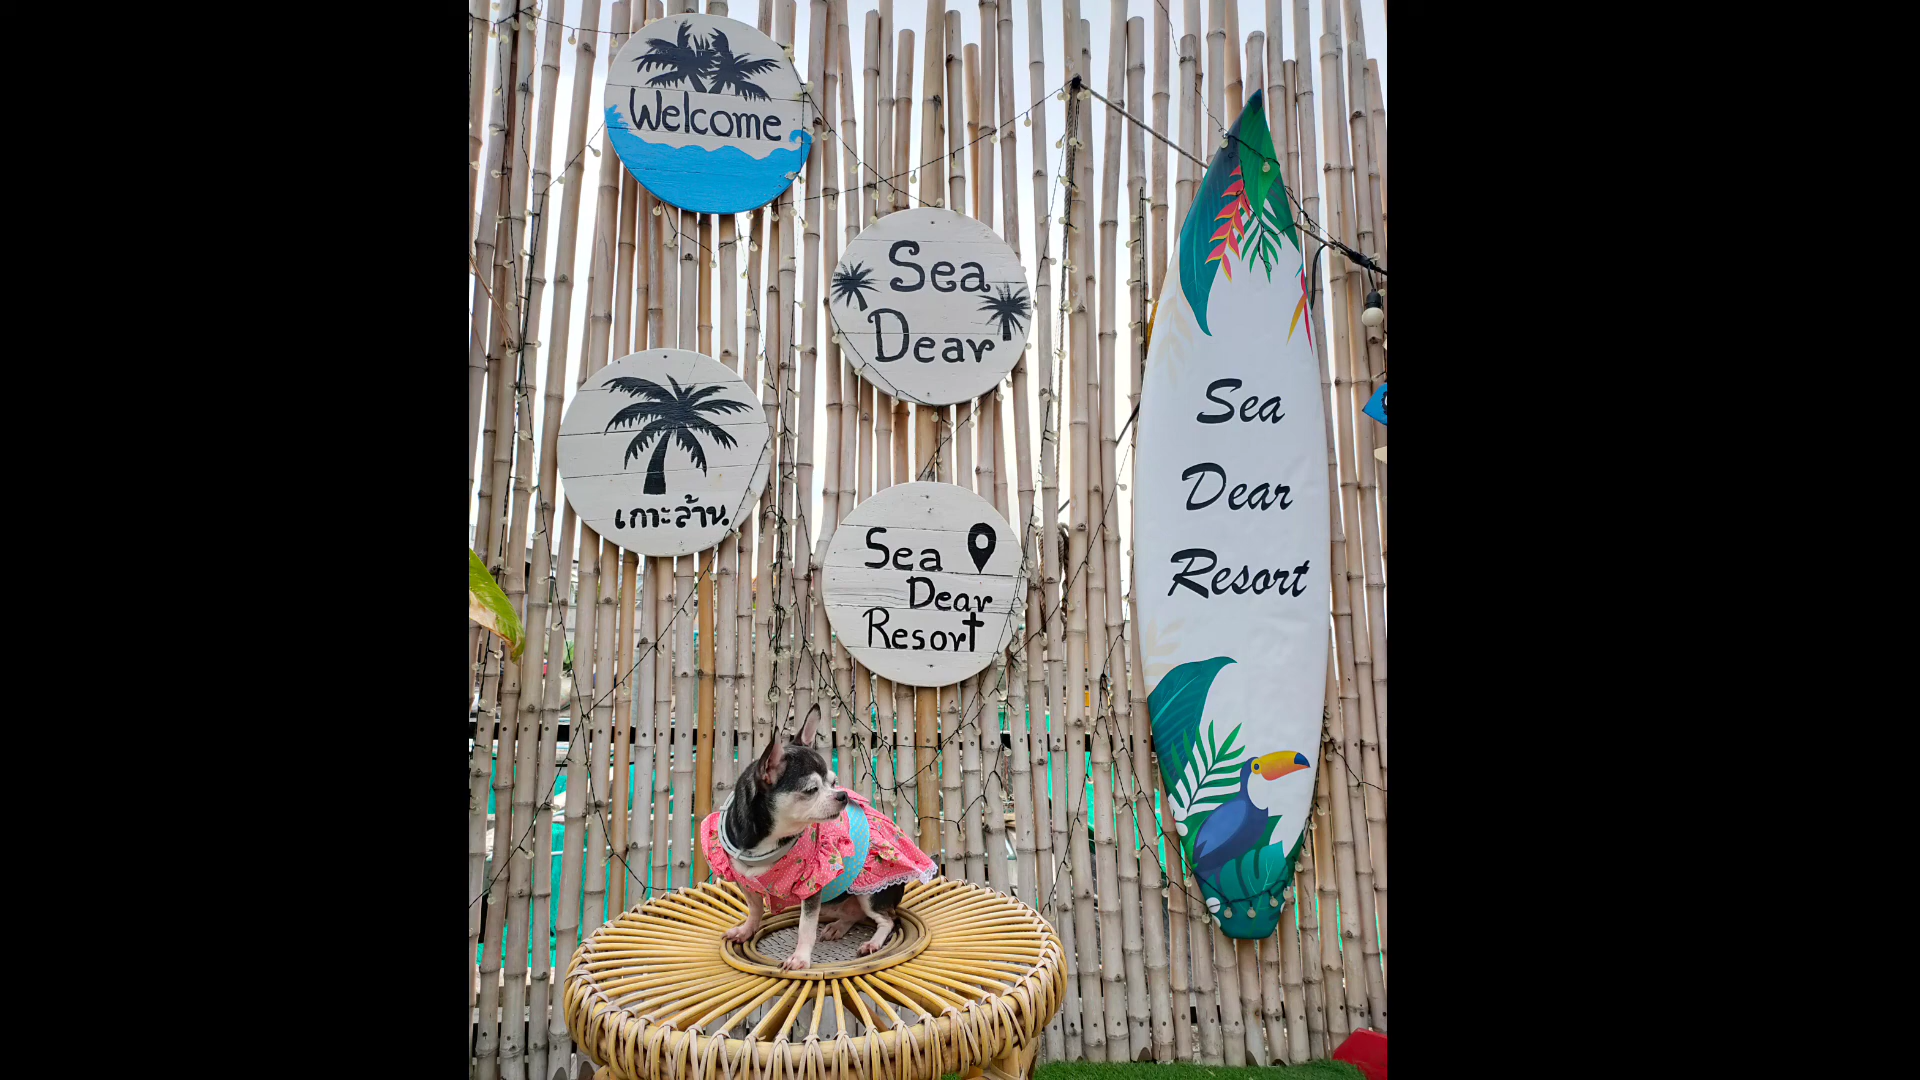 Welcome
Sea
Dear
เกาะล้าน
Sea
Dear
Resort
Sea
Dear
Resort